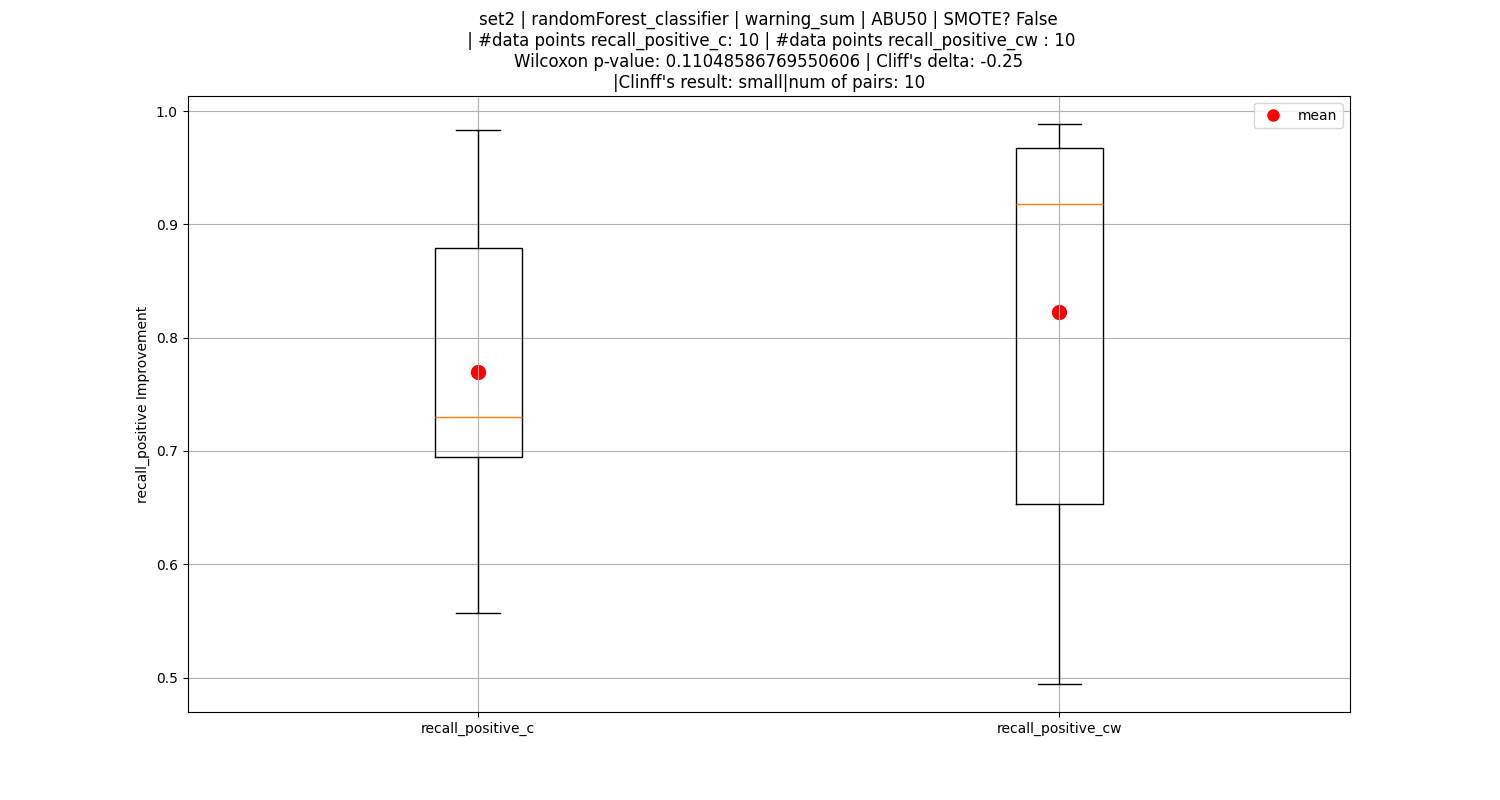 set2 | randomForest_classifier | warning_sum | ABU50 | SMOTE? False
| #data points recall_positive_c: 10 | #data points recall_positive_cw : 10
Wilcoxon p-value: 0.11048586769550606 | Cliff's delta: -0.25
|Clinff's result: small|num of pairs: 10
mean
1.0
0.9
0.8
0.7
0.6
0.5
recall_positive Improvement
recall_positive_c
recall_positive_cw